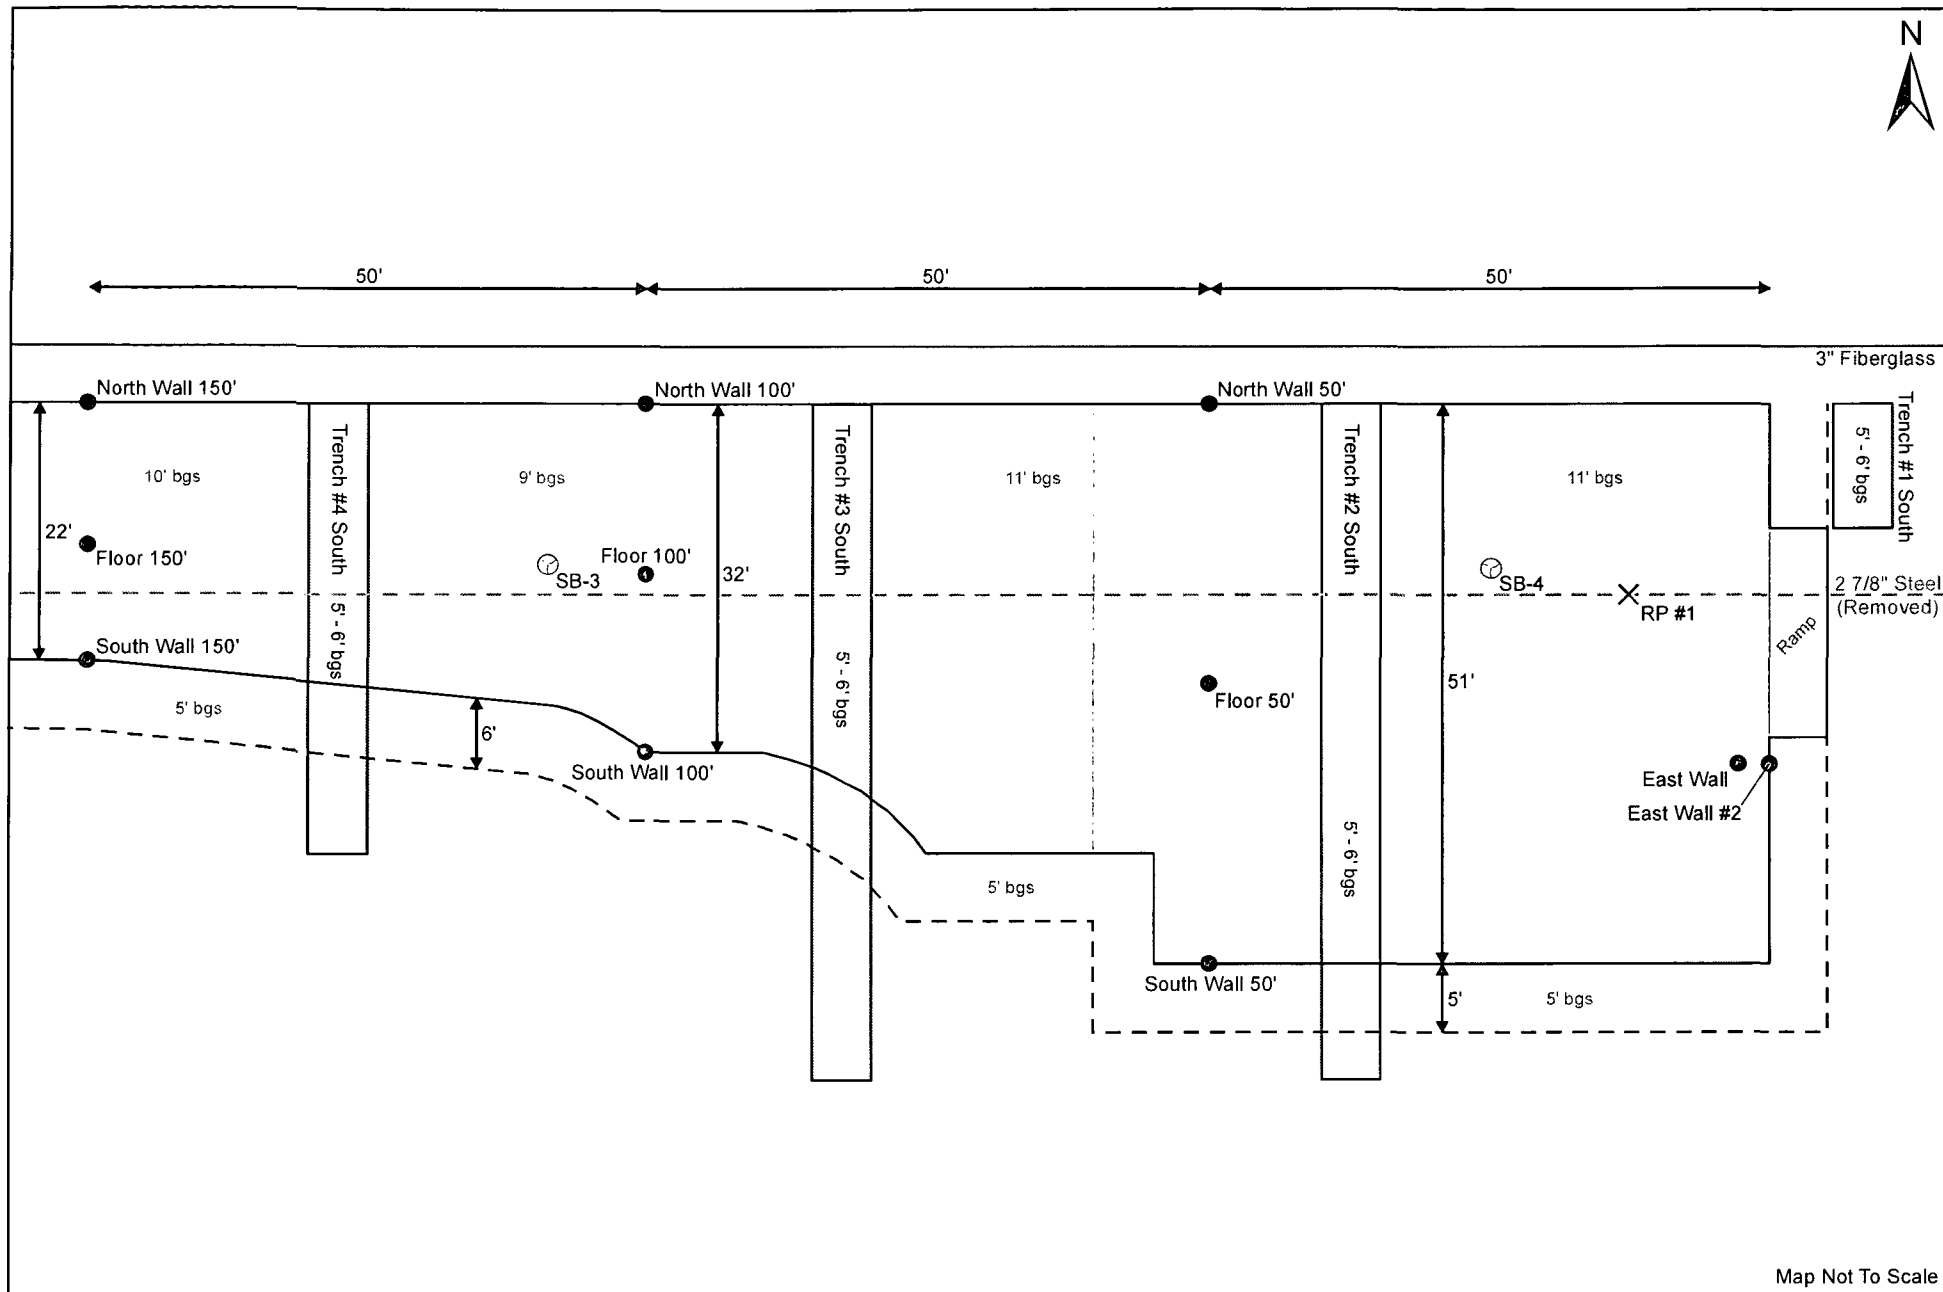 N
50'
50'
50'
3" Fiberglass
North Wall 150'
North Wall 100'
North Wall 50'
Trench #4 South
5' - 6' bgs
Trench #3 South
5' - 6' bgs
Trench #2 South
5' - 6' bgs
Trench #1 South
5' - 6' bgs
10' bgs
9' bgs
11' bgs
11' bgs
22'
Floor 150'
SB-3
Floor 100'
32'
SB-4
RP #1
2 7/8" Steel
(Removed)
Ramp
South Wall 150'
5' bgs
6'
South Wall 100'
Floor 50'
51'
East Wall
East Wall #2
5' bgs
South Wall 50'
5'
5' bgs
Map Not To Scale